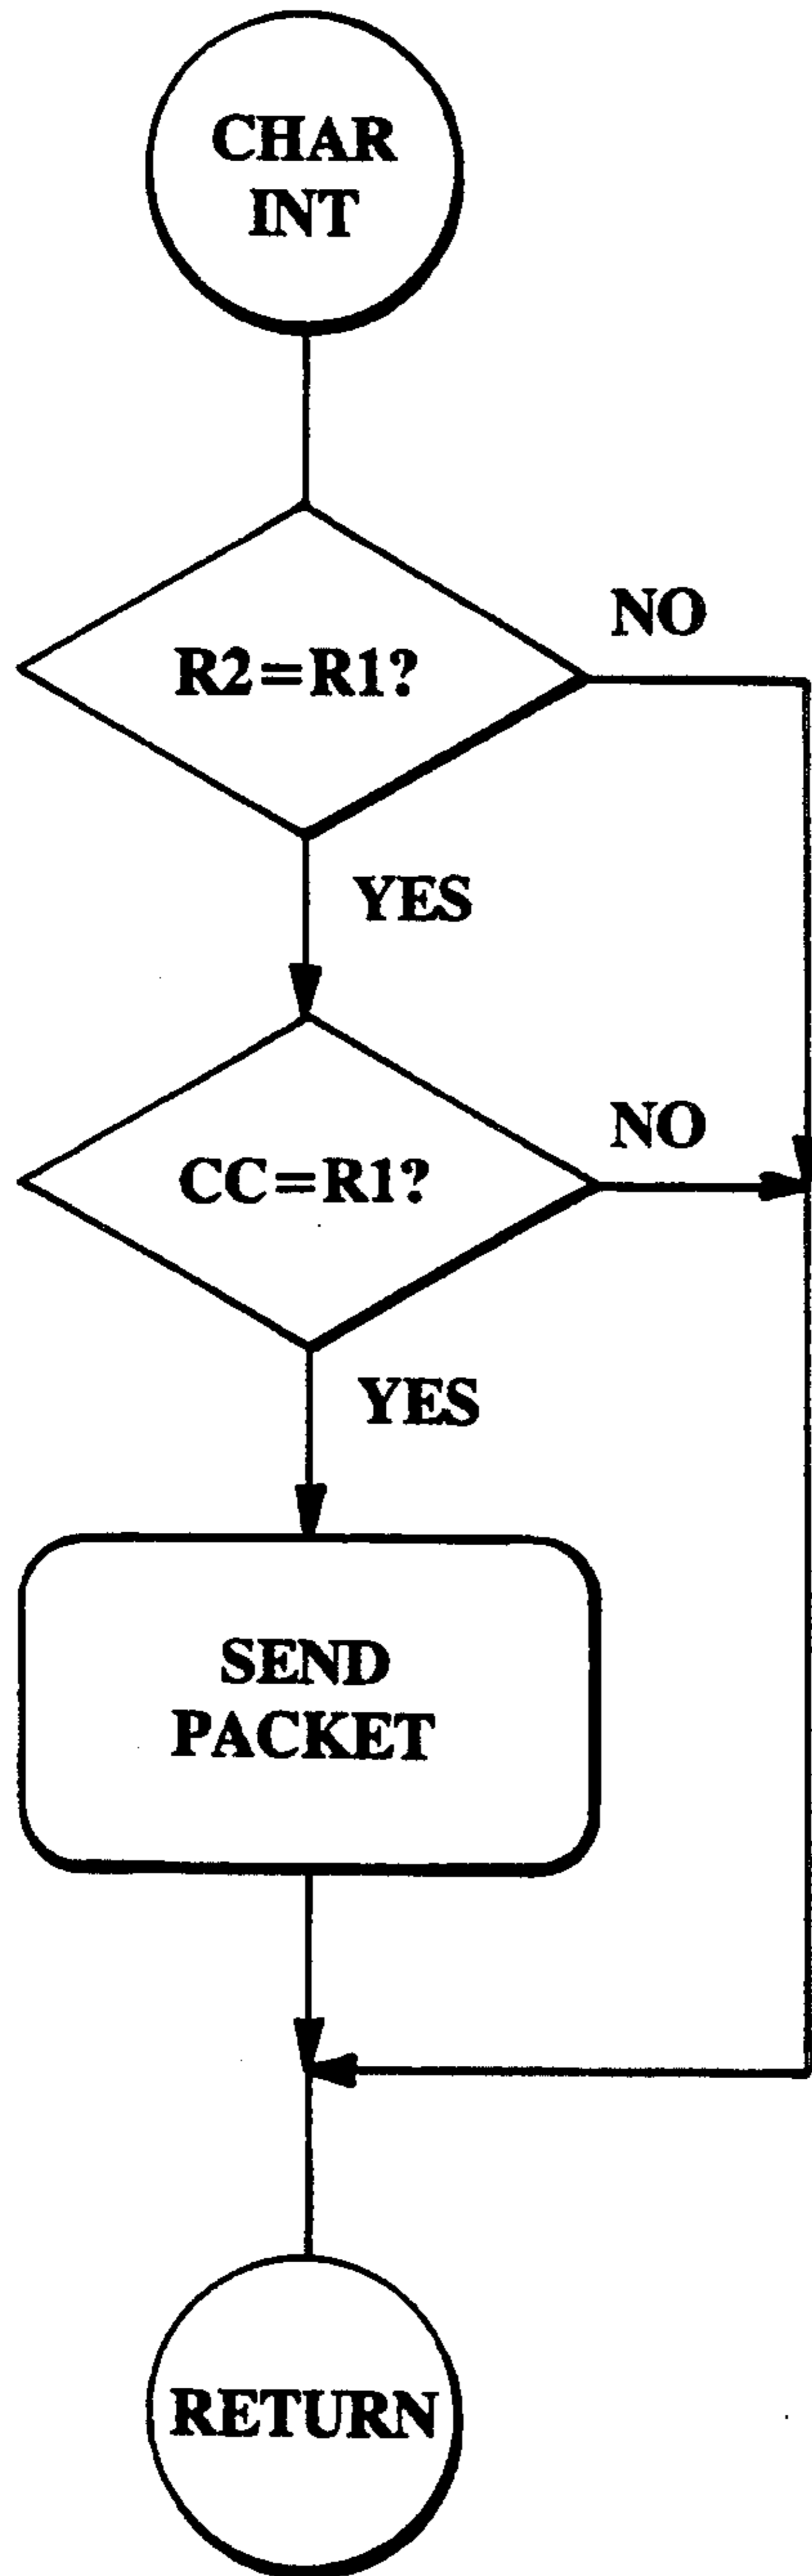 CHAR
INT
R2=R1?
NO
YES
CC=R1?
NO
YES
SEND
PACKET
RETURN